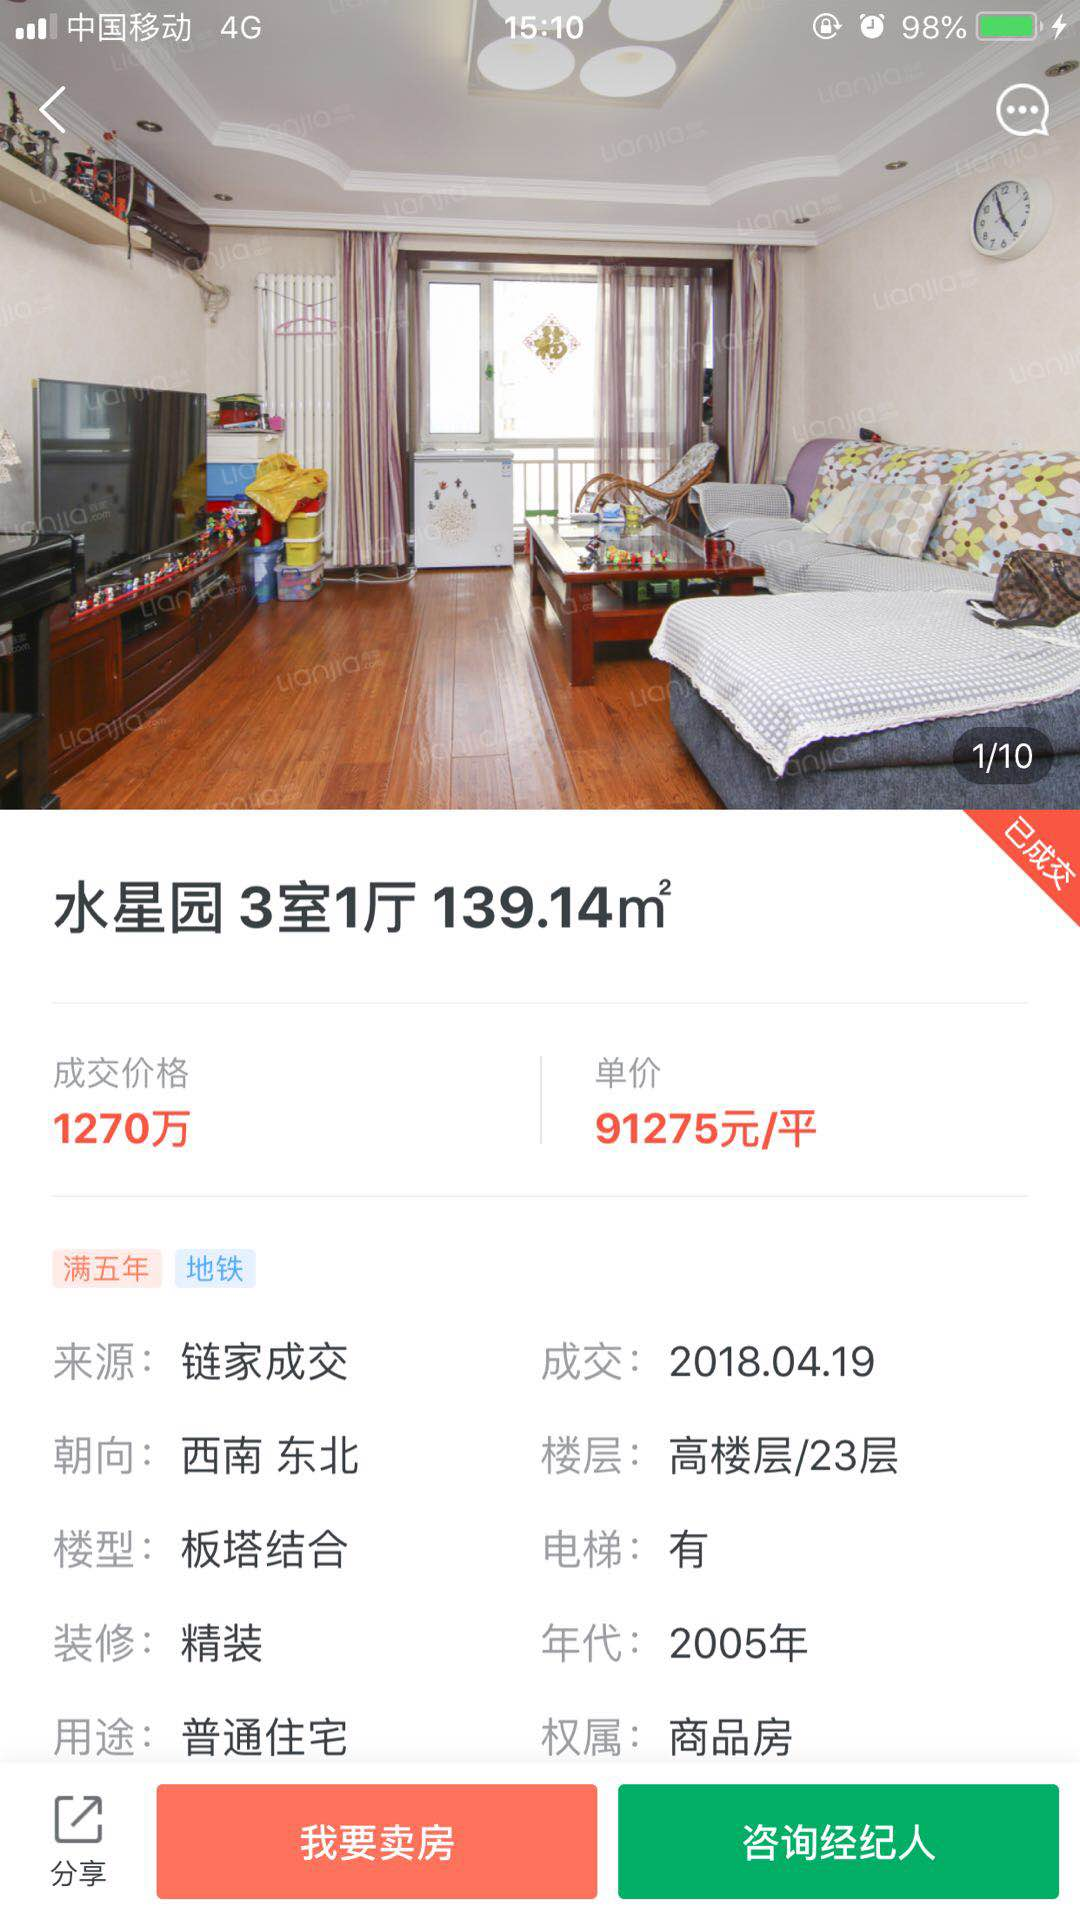 中国移动 4G 15:10 98%
福
1/10
已成交
水星园 3室1厅 139.14㎡
成交价格 单价
1270万 91275元/平
满五年 地铁
来源： 链家成交 成交： 2018.04.19
朝向： 西南 东北 楼层： 高楼层/23层
楼型： 板塔结合 电梯： 有
装修： 精装 年代： 2005年
用途： 普通住宅 权属： 商品房
分享 我要卖房 咨询经纪人